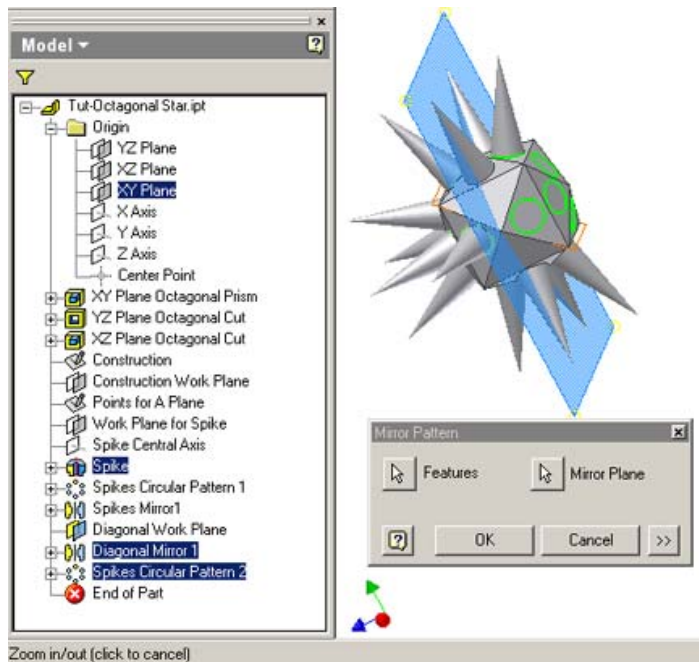 Model
Tut-Octagonal Star.ipt
Origin
YZ Plane
XZ Plane
XY Plane
X Axis
Y Axis
Z Axis
Center Point
XY Plane Octagonal Prism
YZ Plane Octagonal Cut
XZ Plane Octagonal Cut
Construction
Construction Work Plane
Points for A Plane
Work Plane for Spike
Spike Central Axis
Spike
Spikes Circular Pattern 1
Spikes Mirror1
Diagonal Work Plane
Diagonal Mirror 1
Spikes Circular Pattern 2
End of Part
Mirror Pattern
Features Mirror Plane
OK Cancel >>
Zoom in/out (click to cancel)